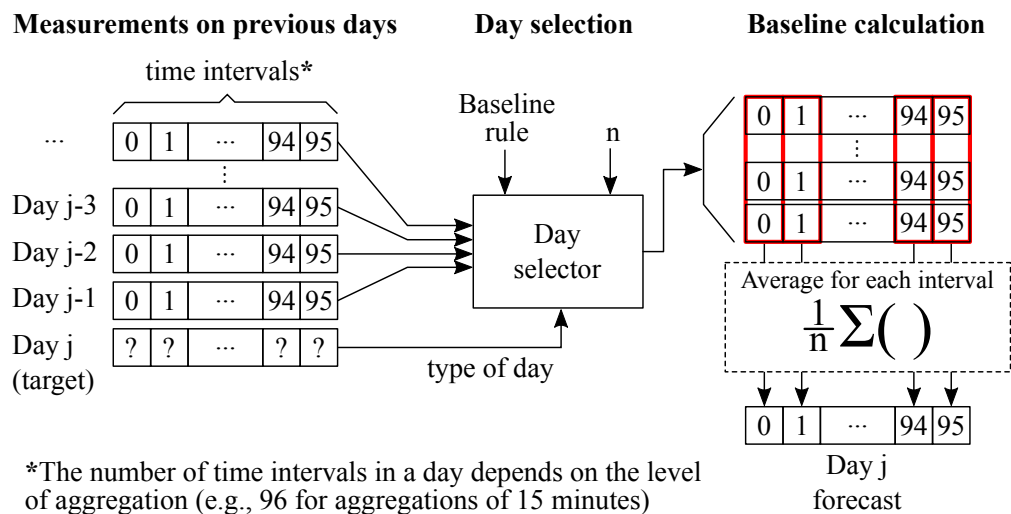 Measurements on previous days
time intervals*
... 0 1 ... 94 95
⋮
Day j-3 0 1 ... 94 95
Day j-2 0 1 ... 94 95
Day j-1 0 1 ... 94 95
Day j ? ? ... ? ?
(target)
Day selection
Baseline
rule
n
Day
selector
type of day
Baseline calculation
0 1 ... 94 95
⋮
0 1 ... 94 95
0 1 ... 94 95
Average for each interval
1/n Σ( )
0 1 ... 94 95
Day j
forecast
*The number of time intervals in a day depends on the level
of aggregation (e.g., 96 for aggregations of 15 minutes)